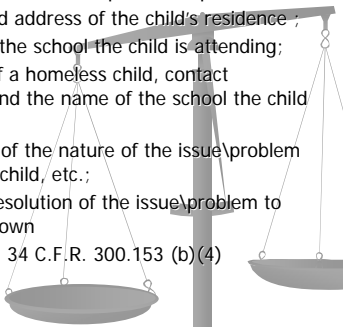 d address of the child's residence ;
the school the child is attending;
f a homeless child, contact
nd the name of the school the child
of the nature of the issue\problem
child, etc.;
esolution of the issue\problem to
own
34 C.F.R. 300.153 (b)(4)